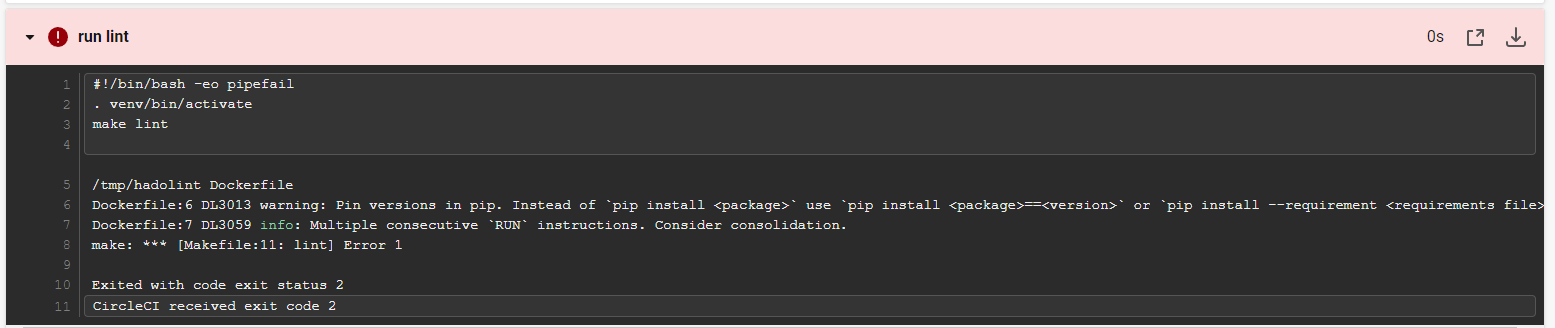 run lint
0s
1 #!/bin/bash -eo pipefail
2 . venv/bin/activate
3 make lint
4
5 /tmp/hadolint Dockerfile
6 Dockerfile:6 DL3013 warning: Pin versions in pip. Instead of `pip install <package>` use `pip install <package>==<version>` or `pip install --requirement <requirements file>
7 Dockerfile:7 DL3059 info: Multiple consecutive `RUN` instructions. Consider consolidation.
8 make: *** [Makefile:11: lint] Error 1
9
10 Exited with code exit status 2
11 CircleCI received exit code 2